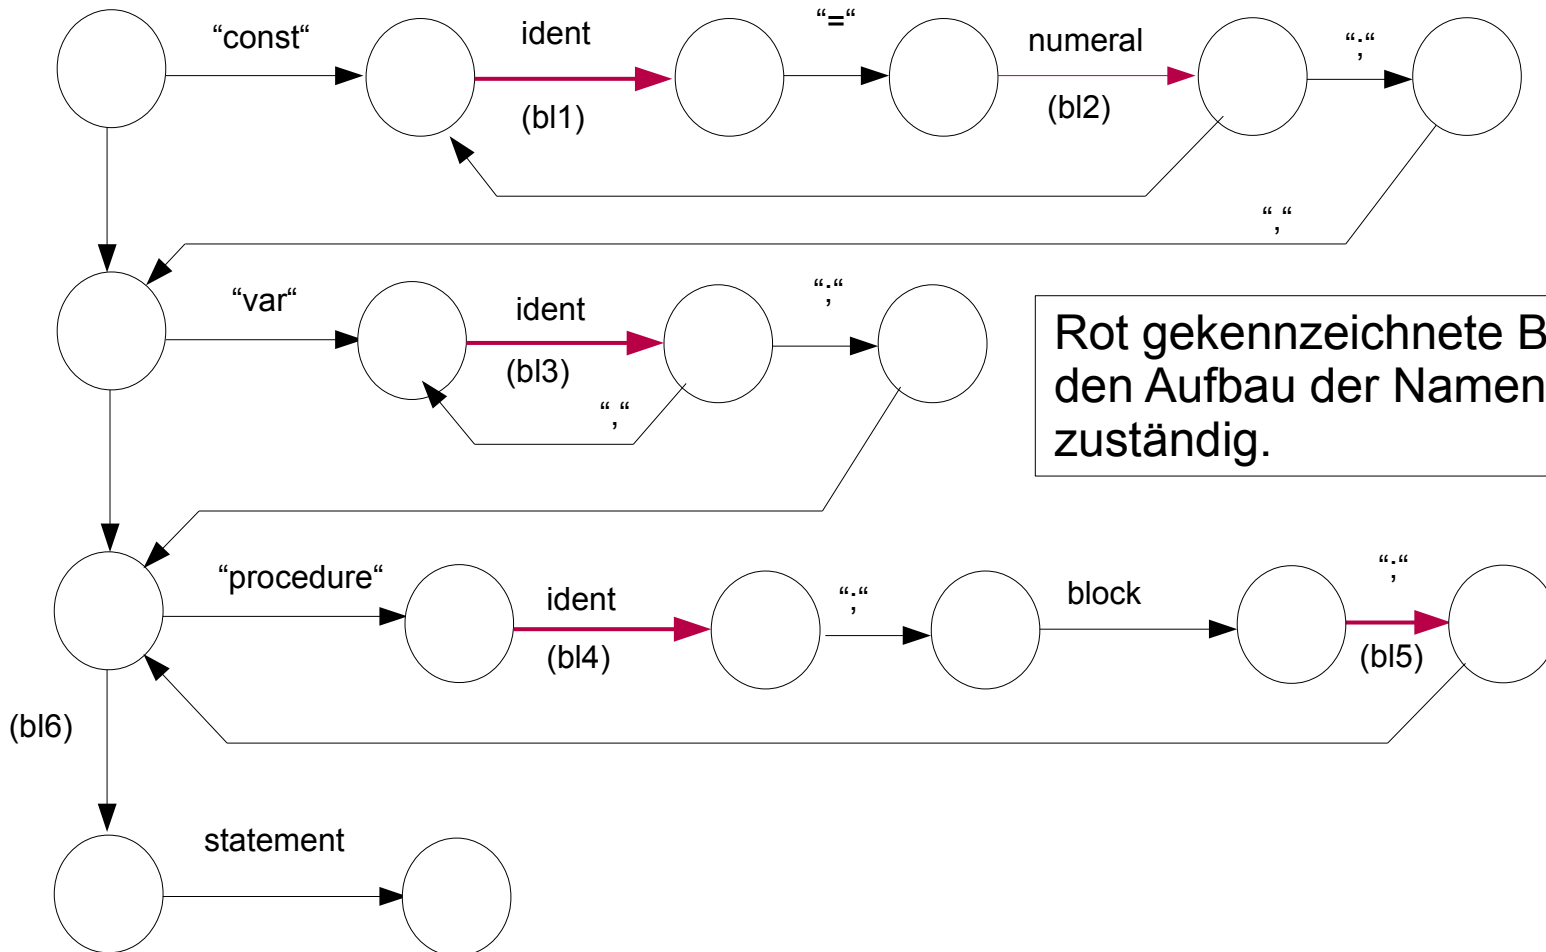 “const“
ident
“=“
numeral
“;“
(bl1)
(bl2)
“,“
“var“
ident
“;“
(bl3)
“,“
Rot gekennzeichnete B
den Aufbau der Namen
zuständig.
“procedure“
ident
“;“
block
“;“
(bl4)
(bl5)
(bl6)
statement